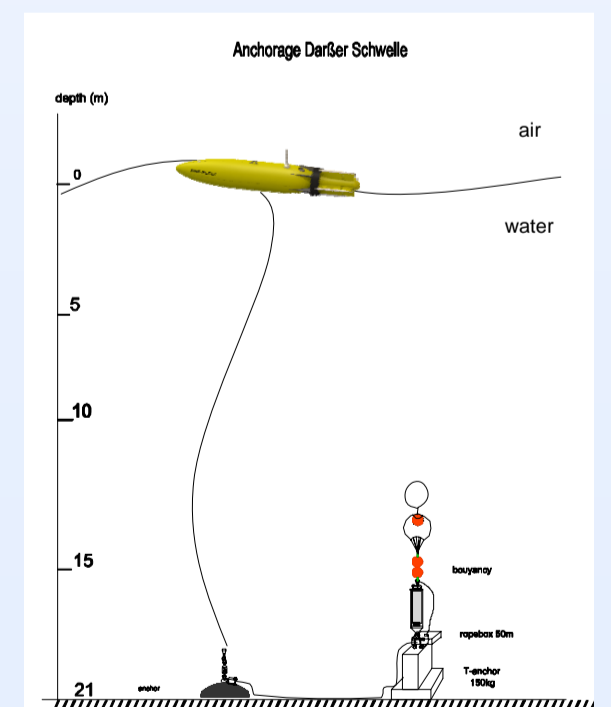 Anchorage Darßer Schwelle
depth (m)
air
0
water
5
10
15
bouyancy
ropebox 50m
T-anchor
150kg
21
anchor